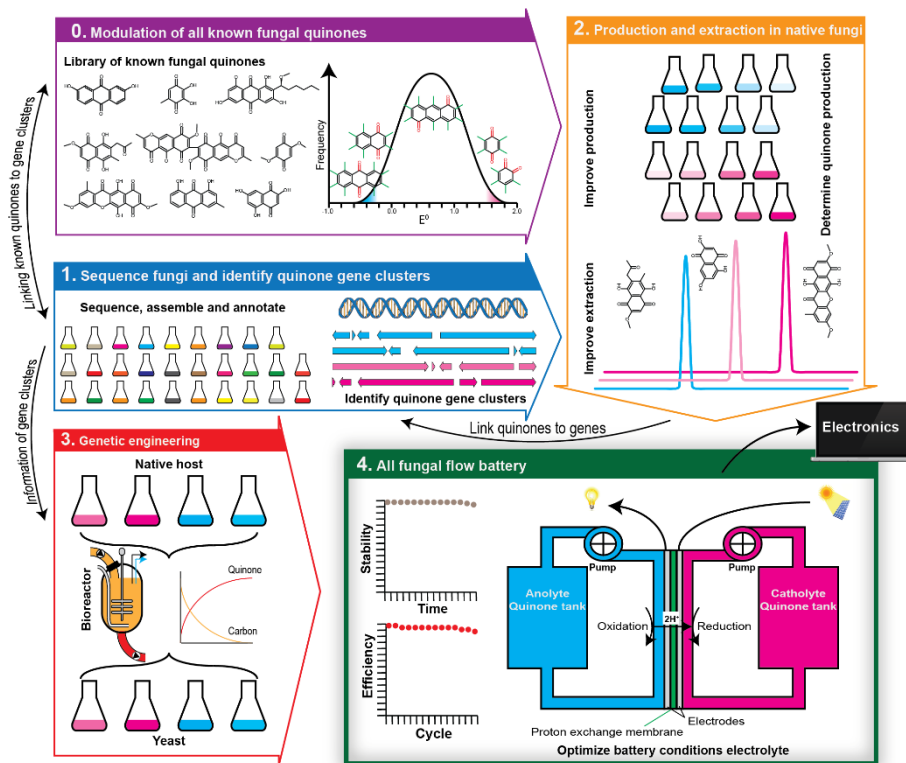 0. Modulation of all known fungal quinones
Library of known fungal quinones
Frequency
-1.0
0.0
1.0
2.0
E⁰
Linking known quinones to gene clusters
1. Sequence fungi and identify quinone gene clusters
Sequence, assemble and annotate
Identify quinone gene clusters
Information of gene clusters
2. Production and extraction in native fungi
Improve production
Determine quinone production
Improve extraction
Link quinones to genes
3. Genetic engineering
Native host
Bioreactor
Quinono
Carbon
Yeast
Electronics
4. All fungal flow battery
Stability
Time
Efficiency
Cycle
Pump
Pump
Anolyte
Quinone tank
Catholyte
Quinone tank
Oxidation
2H⁺
Reduction
Electrodes
Proton exchange membrane
Optimize battery conditions electrolyte